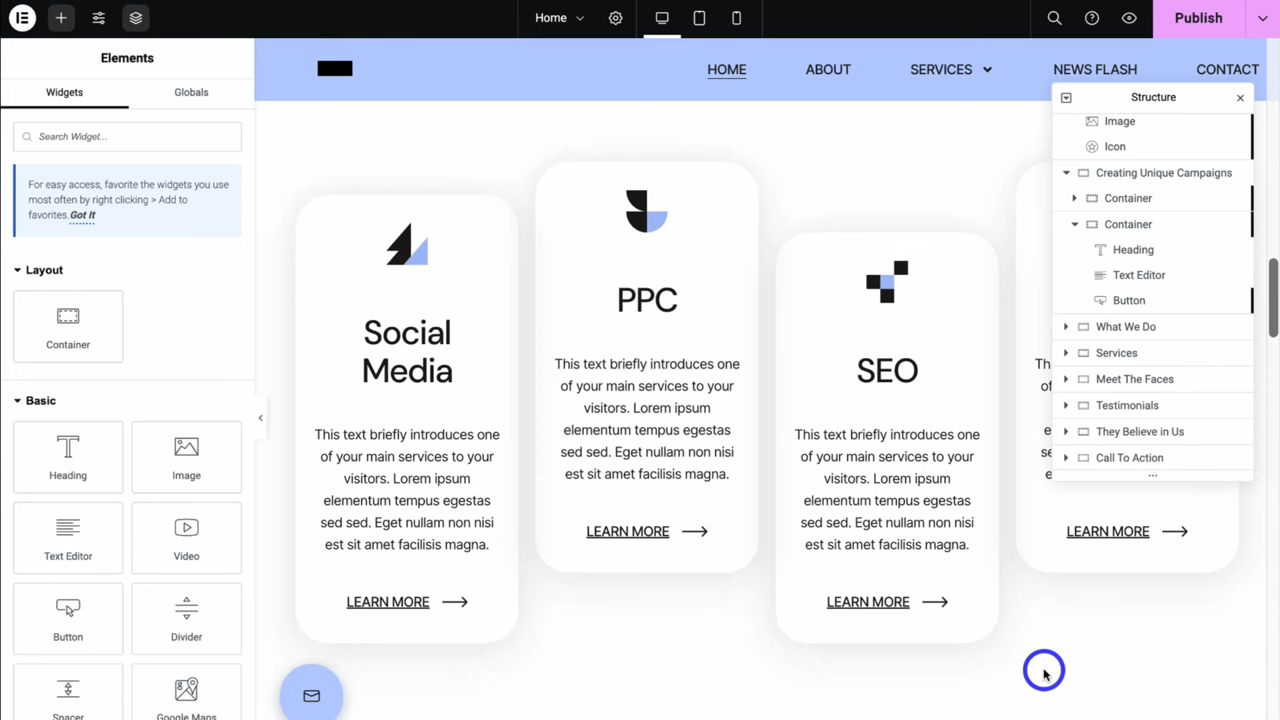 Home
Publish
Elements
Widgets
Globals
Search Widget...
For easy access, favorite the widgets you use
most often by right clicking > Add to
favorites.Got It
Layout
Container
Basic
Heading
Image
Text Editor
Video
Button
Divider
Spacer
Google Maps
HOME
ABOUT
SERVICES
NEWS FLASH
CONTACT
Social
Media
This text briefly introduces one
of your main services to your
visitors. Lorem ipsum
elementum tempus egestas
sed sed. Eget nullam non nisi
est sit amet facilisis magna.
LEARN MORE
PPC
This text briefly introduces one
of your main services to your
visitors. Lorem ipsum
elementum tempus egestas
sed sed. Eget nullam non nisi
est sit amet facilisis magna.
LEARN MORE
SEO
This text briefly introduces one
of your main services to your
visitors. Lorem ipsum
elementum tempus egestas
sed sed. Eget nullam non nisi
est sit amet facilisis magna.
LEARN MORE
LEARN MORE
Structure
Image
Icon
Creating Unique Campaigns
Container
Container
Heading
Text Editor
Button
What We Do
Services
Meet The Faces
Testimonials
They Believe in Us
Call To Action